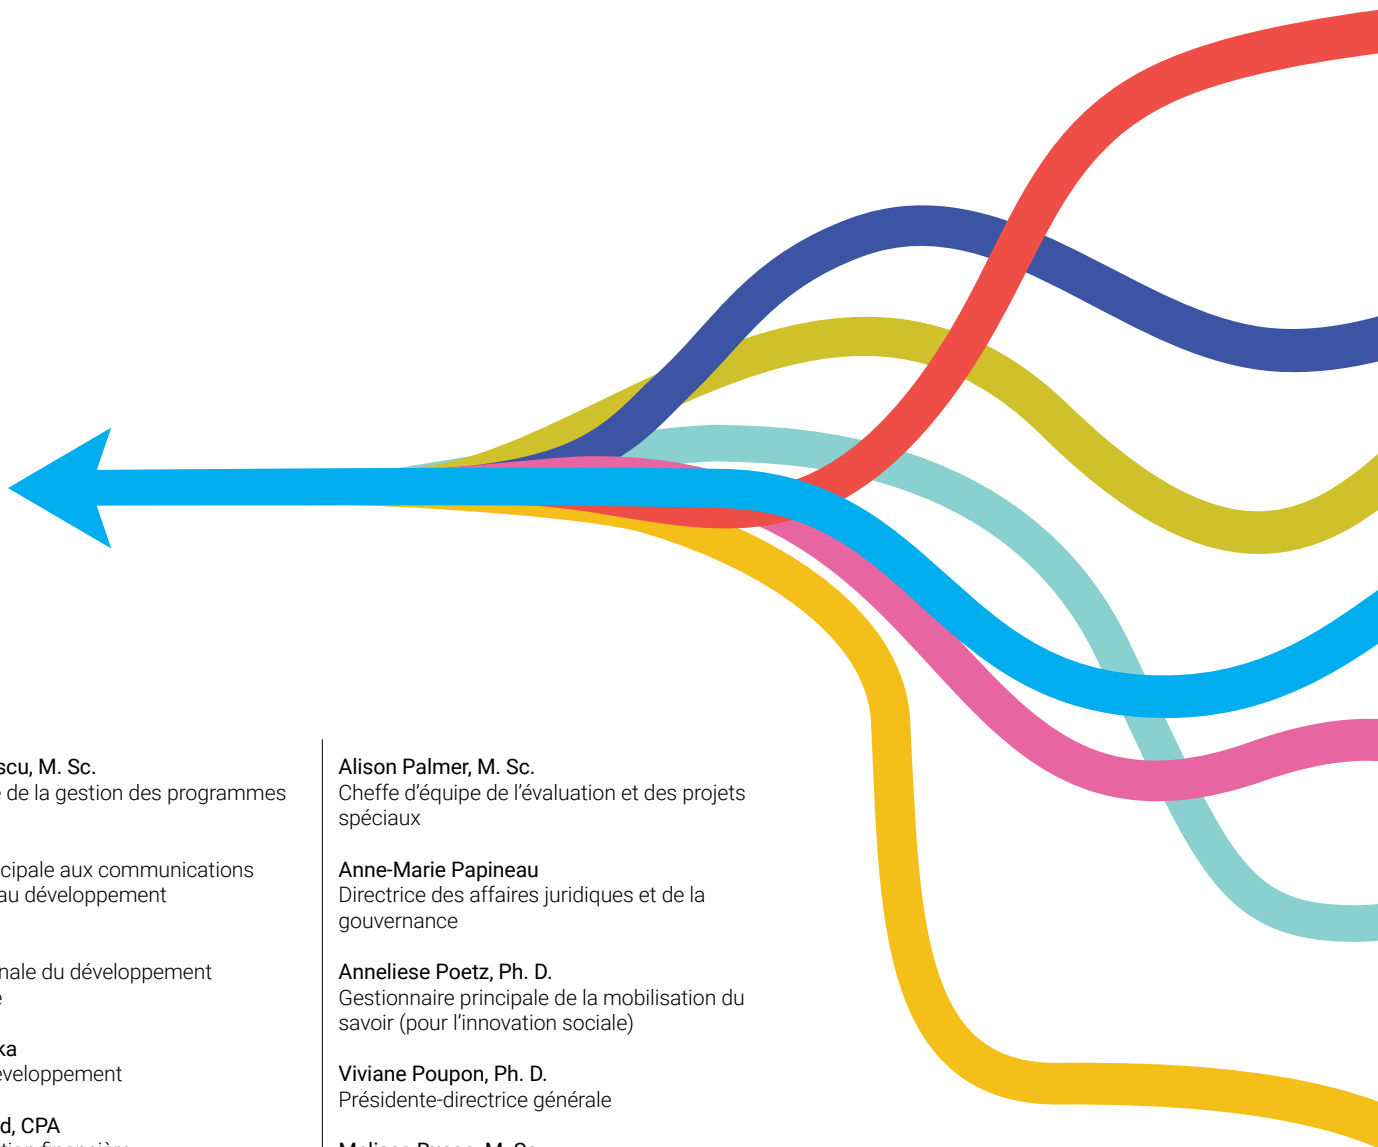 scu, M. Sc.
e de la gestion des programmes
cipale aux communications
au développement
nale du développement
e
ka
éveloppement
d, CPA
Alison Palmer, M. Sc.
Cheffe d’équipe de l’évaluation et des projets
spéciaux
Anne-Marie Papineau
Directrice des affaires juridiques et de la
gouvernance
Anneliese Poetz, Ph. D.
Gestionnaire principale de la mobilisation du
savoir (pour l’innovation sociale)
Viviane Poupon, Ph. D.
Présidente-directrice générale